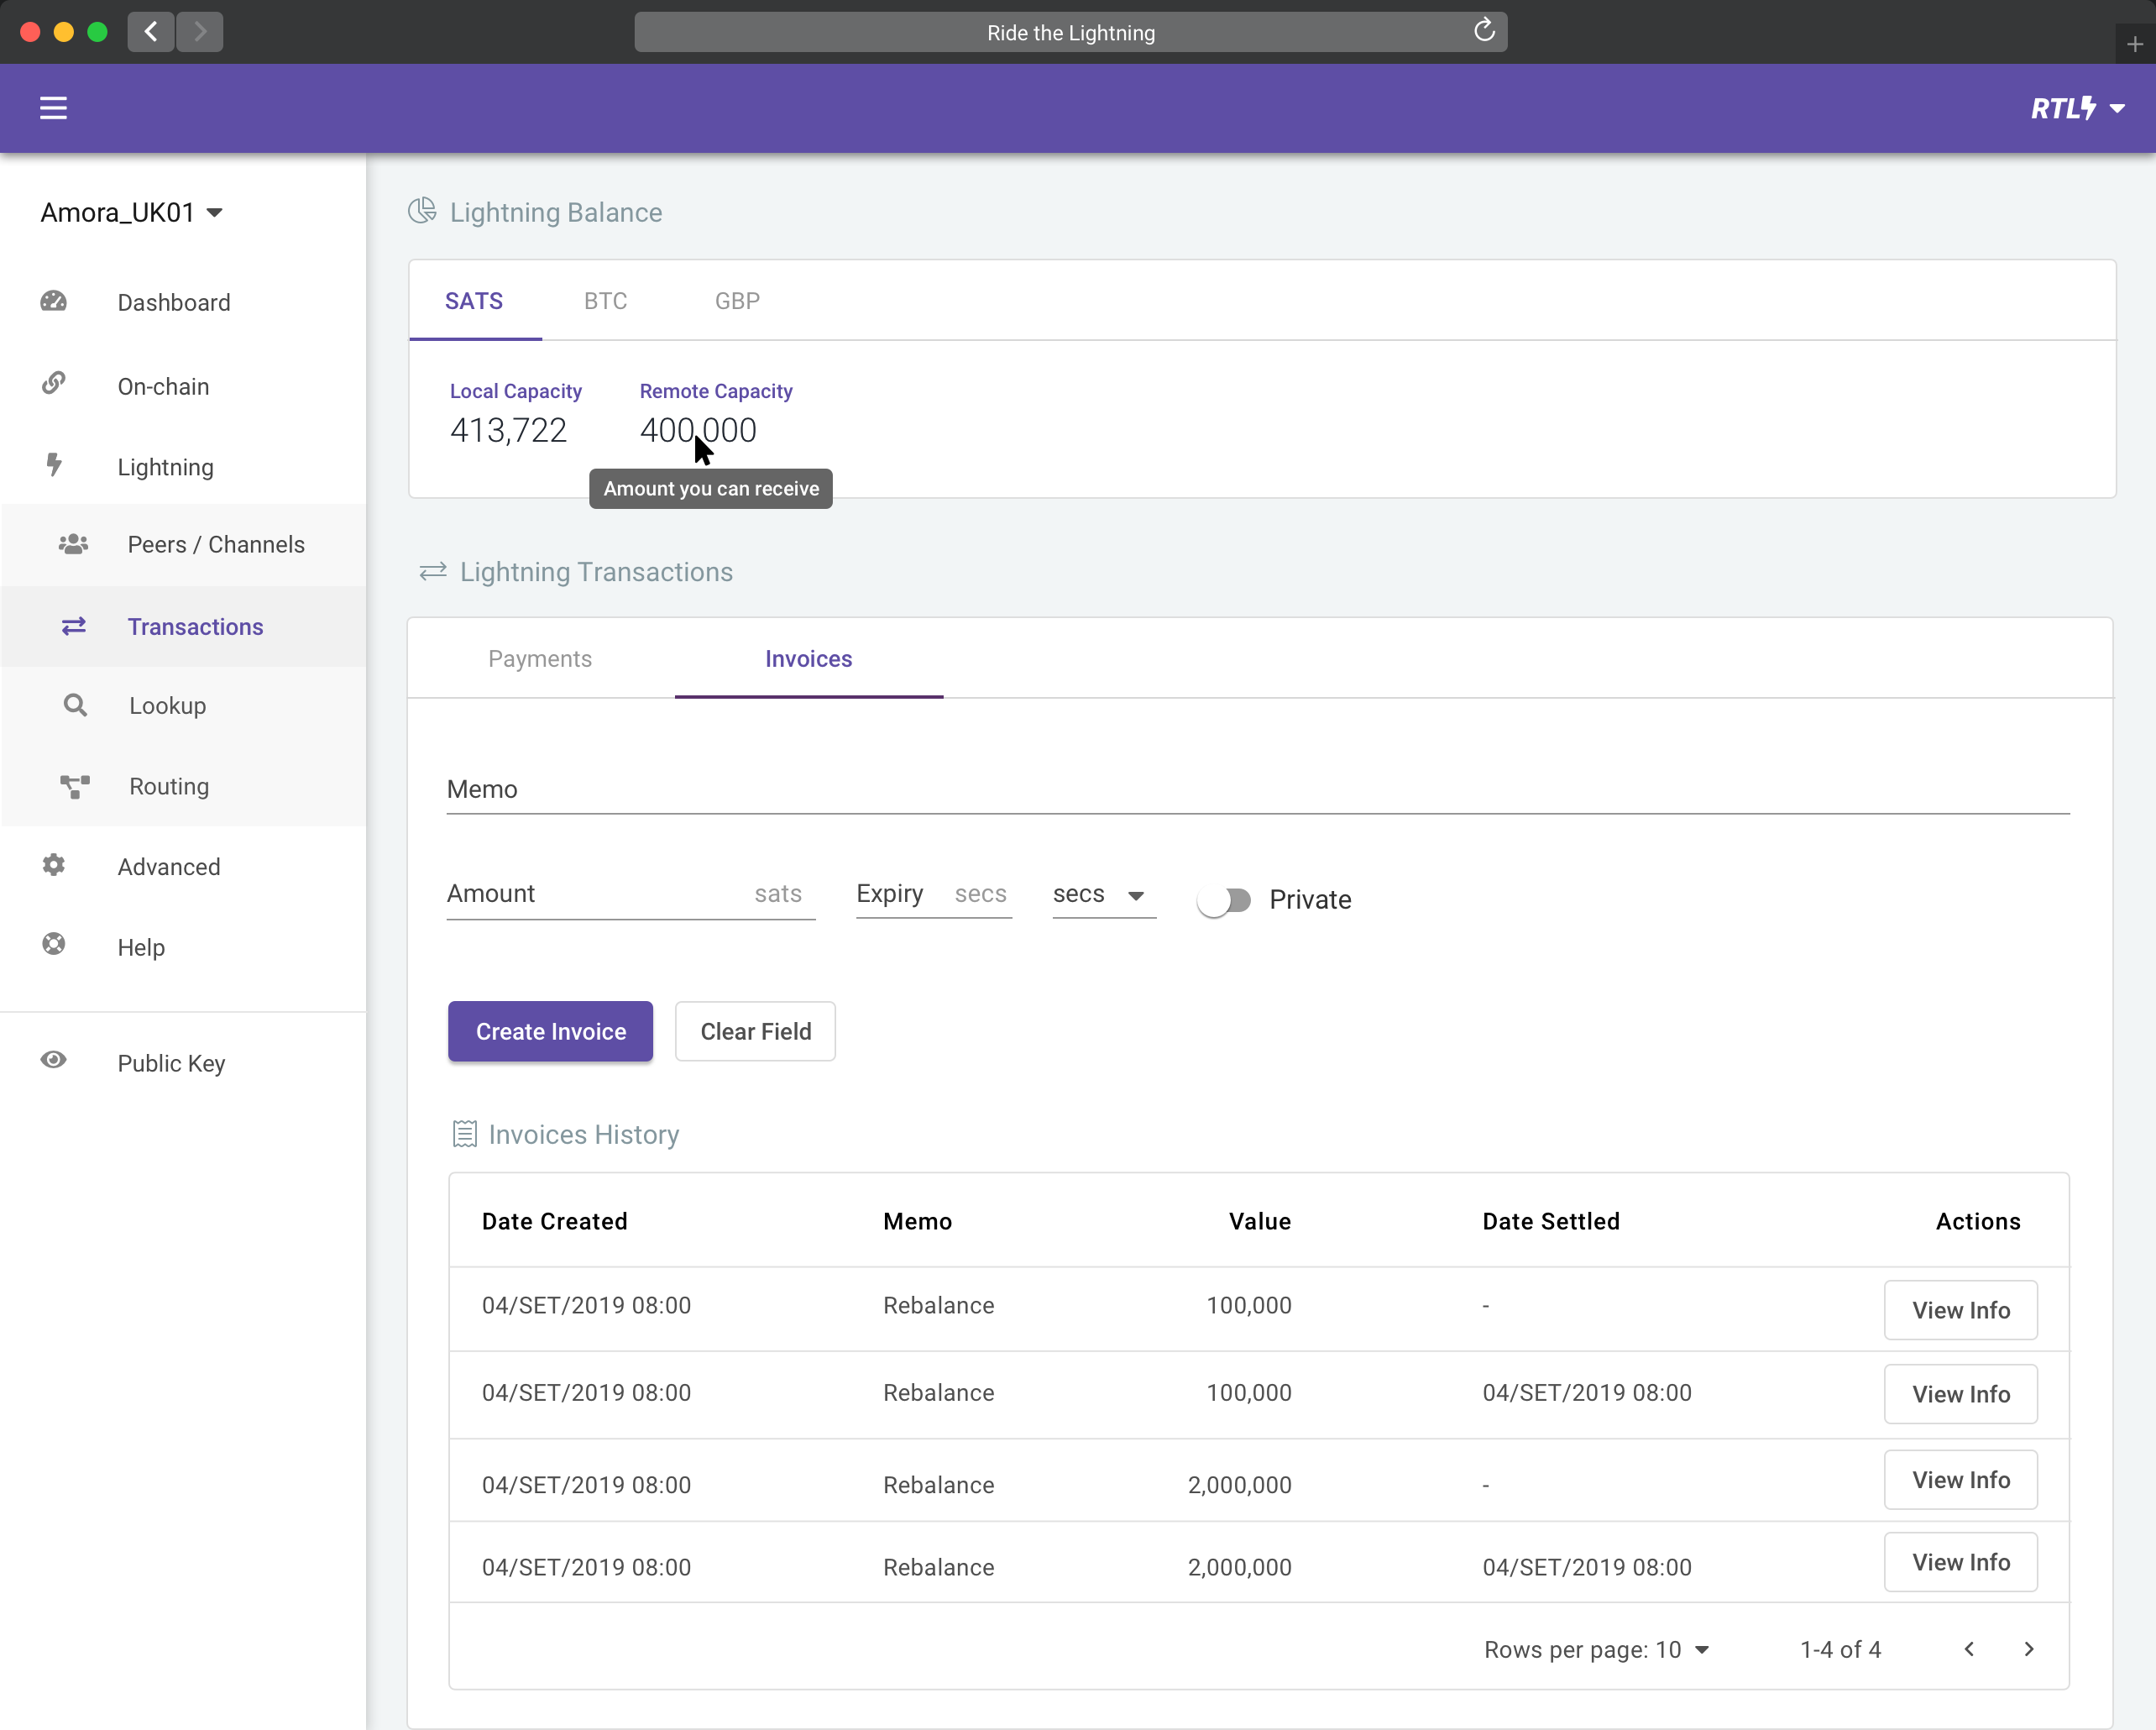 Ride the Lightning
RTL
Amora_UK01
Dashboard
On-chain
Lightning
Peers / Channels
Transactions
Lookup
Routing
Advanced
Help
Public Key
Lightning Balance
SATS BTC GBP
Local Capacity Remote Capacity
413,722 400,000
Amount you can receive
Lightning Transactions
Payments Invoices
Memo
Amount sats Expiry secs secs Private
Create Invoice Clear Field
Invoices History
Date Created Memo Value Date Settled Actions
04/SET/2019 08:00 Rebalance 100,000 - View Info
04/SET/2019 08:00 Rebalance 100,000 04/SET/2019 08:00 View Info
04/SET/2019 08:00 Rebalance 2,000,000 - View Info
04/SET/2019 08:00 Rebalance 2,000,000 04/SET/2019 08:00 View Info
Rows per page: 10 1-4 of 4